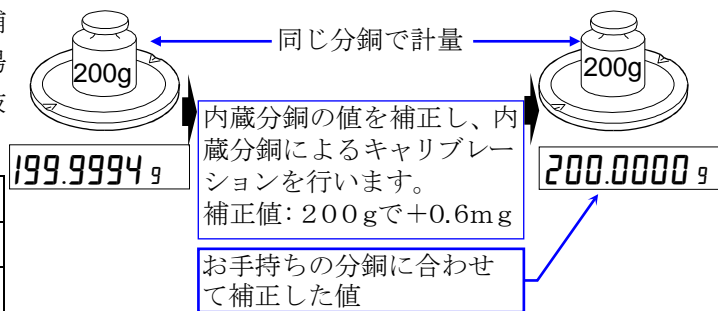 同じ分銅で計量
200g
200g
内蔵分銅の値を補正し、内
蔵分銅によるキャリブレー
ションを行います。
補正値：200gで+0.6mg
199.9994 g
200.0000 g
お手持ちの分銅に合わせ
て補正した値